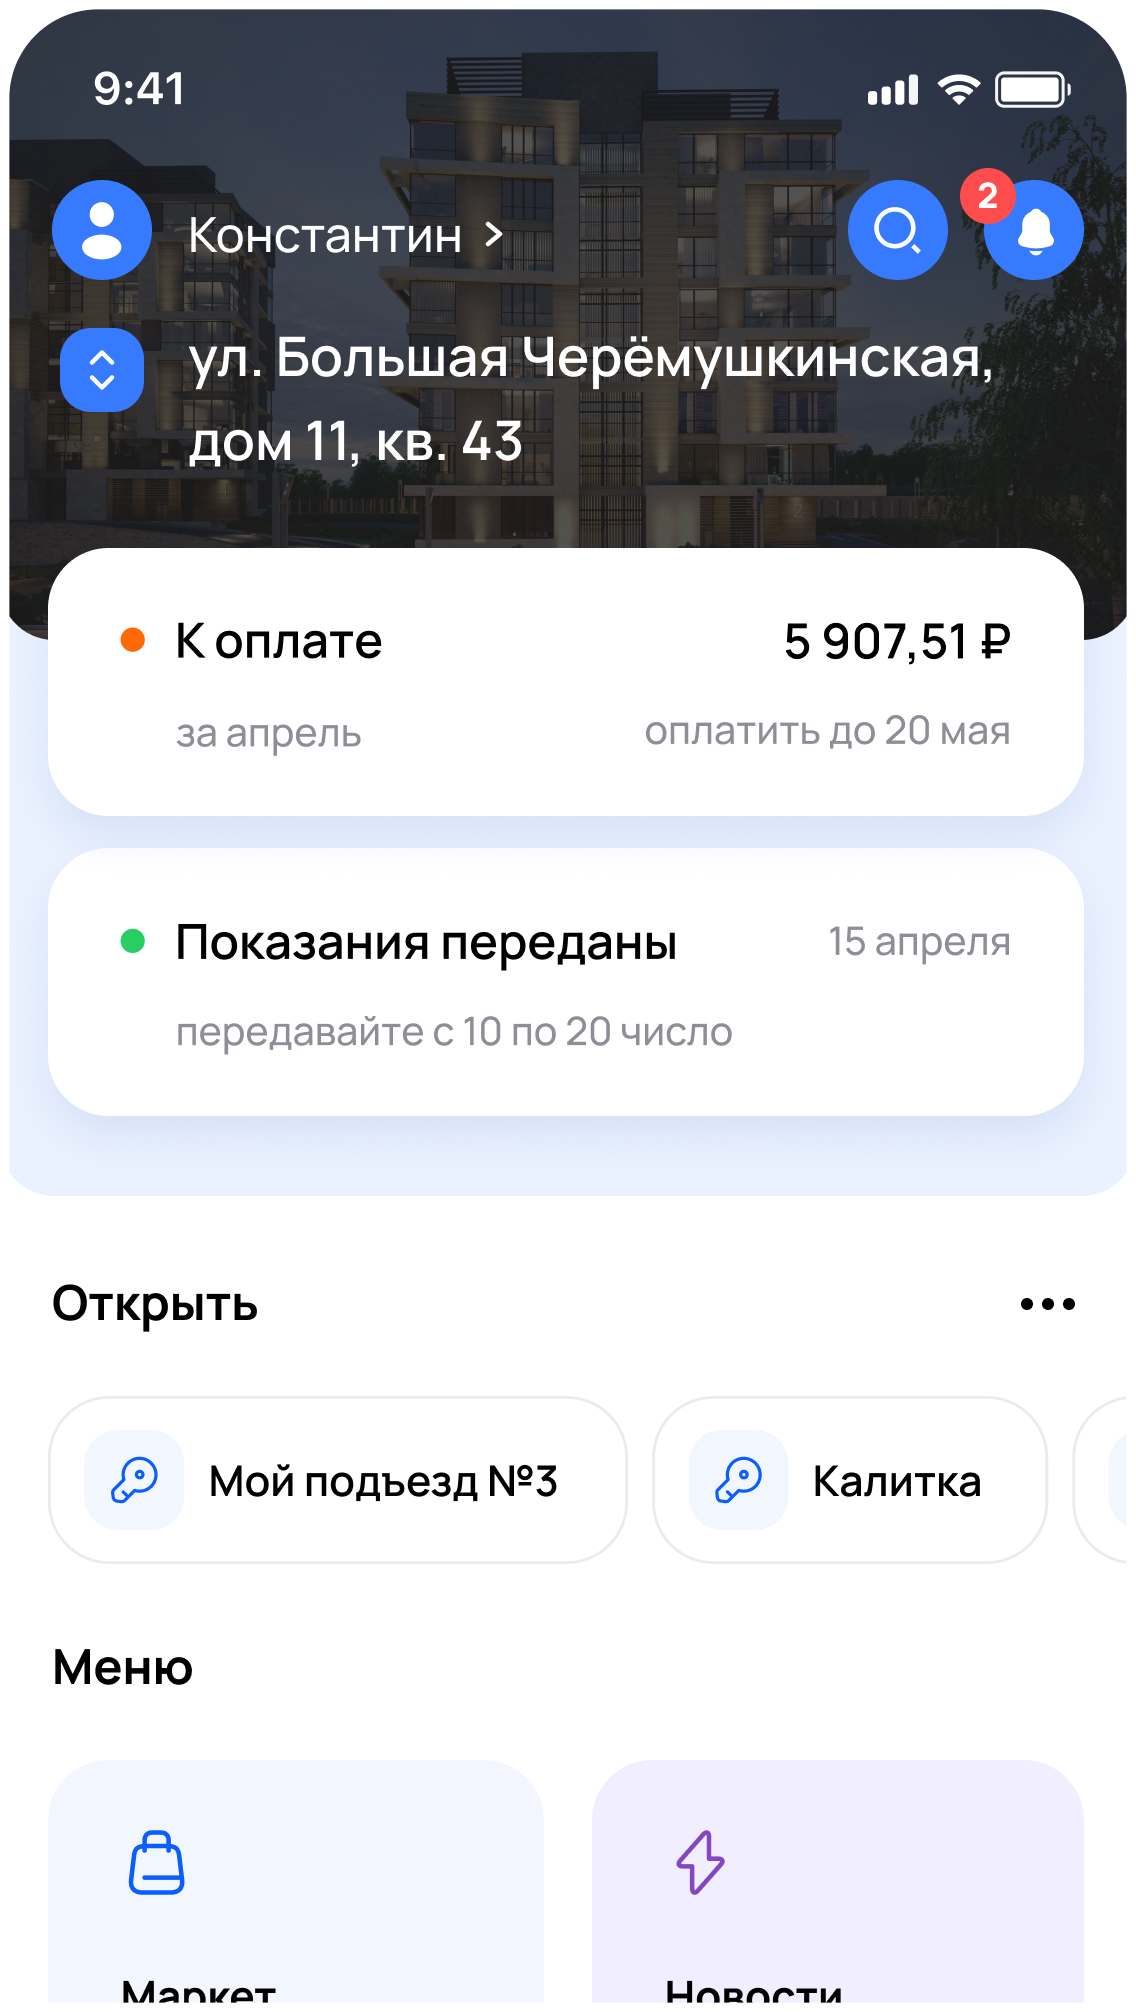 9:41
2
Константин
ул. Большая Черёмушкинская,
дом 11, кв. 43
К оплате
5 907,51 ₽
за апрель
оплатить до 20 мая
Показания переданы
15 апреля
передавайте с 10 по 20 число
Открыть
Мой подъезд №3
Калитка
Меню
Маркет
Новости